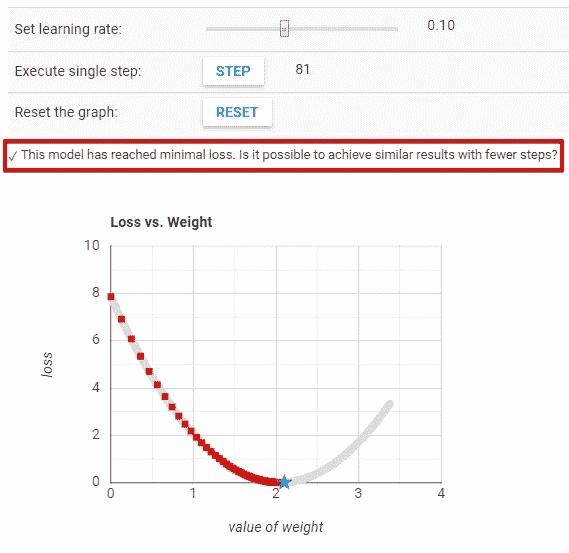 Set learning rate: 0.10
Execute single step: STEP 81
Reset the graph: RESET
✓ This model has reached minimal loss. Is it possible to achieve similar results with fewer steps?
Loss vs. Weight
10
8
6
4
2
0
loss
0 1 2 3 4
value of weight